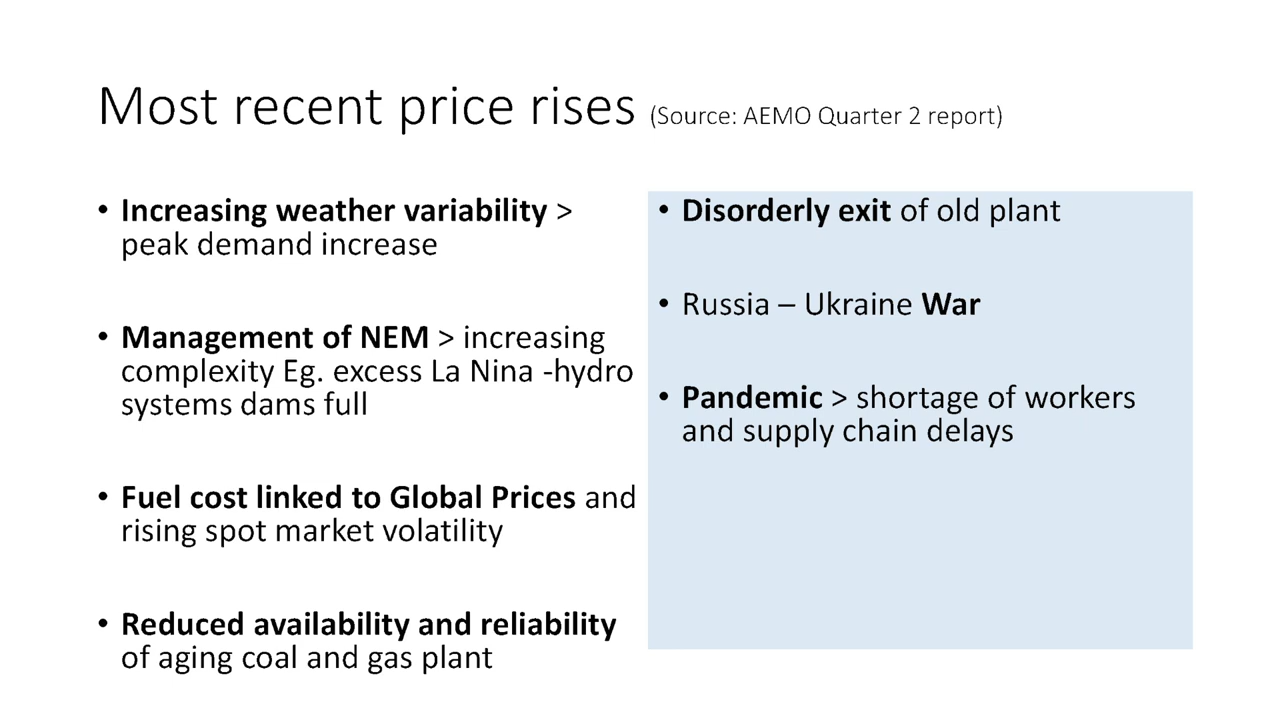 Most recent price rises (Source: AEMO Quarter 2 report)
• Increasing weather variability >
peak demand increase
• Management of NEM > increasing
complexity Eg. excess La Nina -hydro
systems dams full
• Fuel cost linked to Global Prices and
rising spot market volatility
• Reduced availability and reliability
of aging coal and gas plant
• Disorderly exit of old plant
• Russia – Ukraine War
• Pandemic > shortage of workers
and supply chain delays